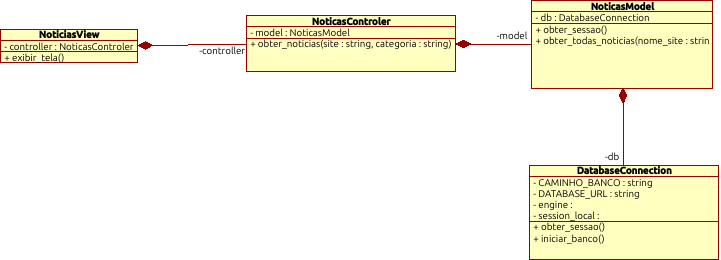 NoticiasView
- controller : NoticasControler
+ exibir_tela()
-controller
NoticasControler
- model : NoticasModel
+ obter_noticias(site : string, categoria : string)
-model
NoticasModel
- db : DatabaseConnection
+ obter_sessao()
+ obter_todas_noticias(nome_site : strin
-db
DatabaseConnection
- CAMINHO_BANCO : string
- DATABASE_URL : string
- engine :
- session_local :
+ obter_sessao()
+ iniciar_banco()